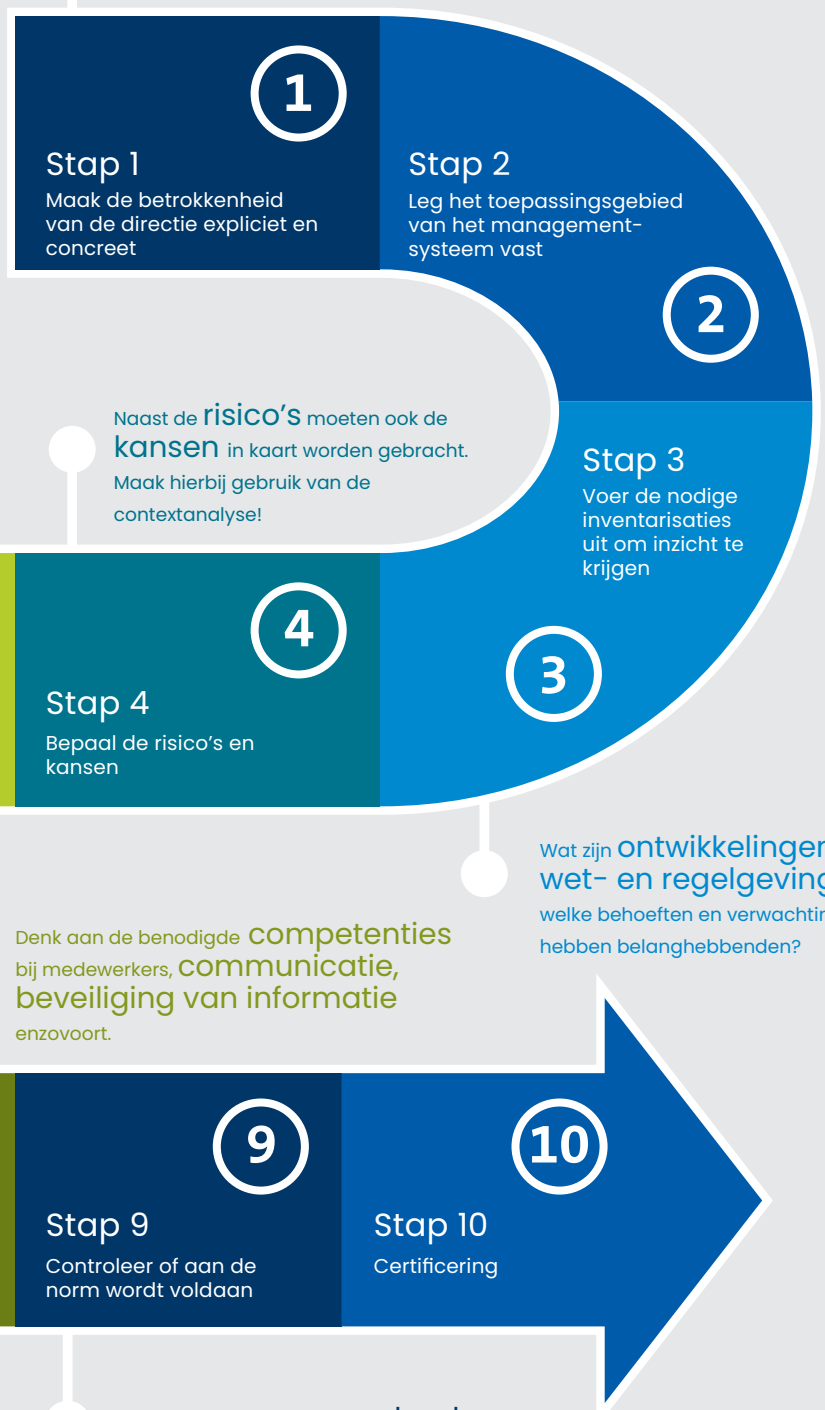 1
Stap 1
Maak de betrokkenheid
van de directie expliciet en
concreet
Stap 2
Leg het toepassingsgebied
van het management-
systeem vast
2
Naast de risico's moeten ook de
kansen in kaart worden gebracht.
Maak hierbij gebruik van de
contextanalyse!
Stap 3
Voer de nodige
inventarisaties
uit om inzicht te
krijgen
3
4
Stap 4
Bepaal de risico's en
kansen
Wat zijn ontwikkelingen
wet- en regelgeving
welke behoeften en verwachtin
hebben belanghebbenden?
Denk aan de benodigde competenties
bij medewerkers, communicatie,
beveiliging van informatie
enzovoort.
9
Stap 9
Controleer of aan de
norm wordt voldaan
10
Stap 10
Certificering